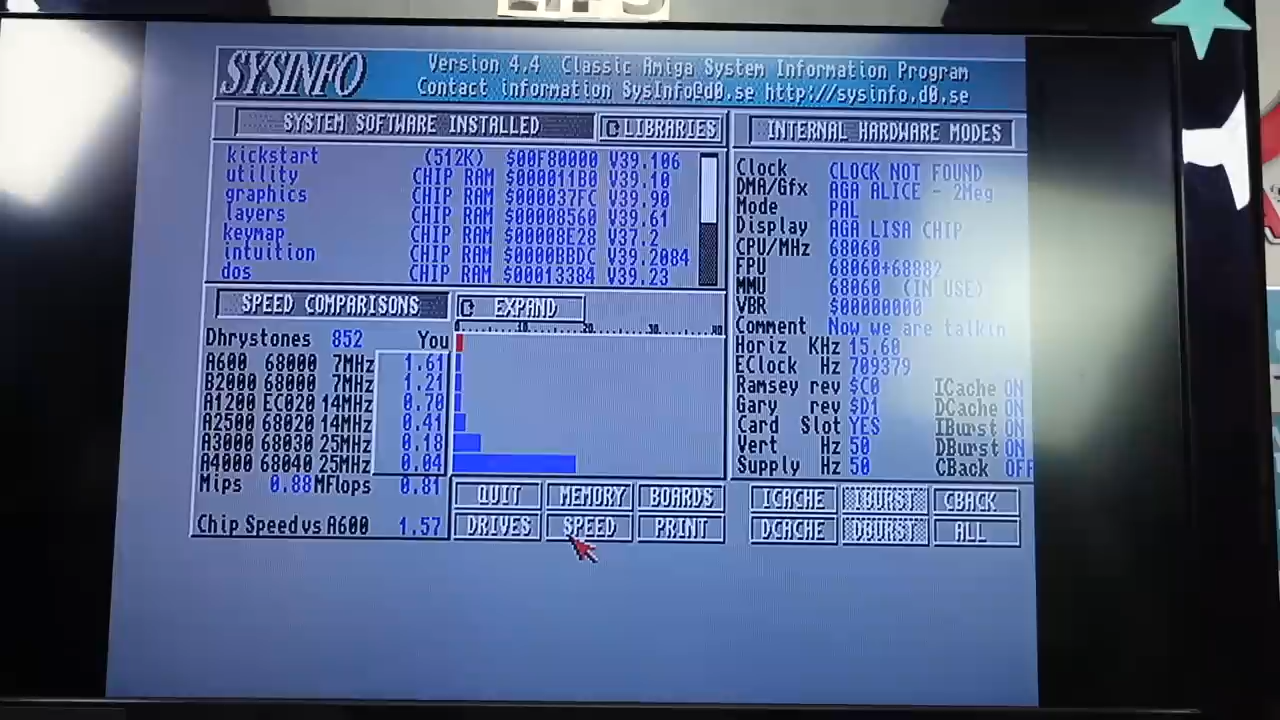 SYSINFO
Version 4.4 Classic Amiga System Information Program
Contact information SysInfo@d0.se http://sysinfo.d0.se
SYSTEM SOFTWARE INSTALLED
LIBRARIES
kickstart (512K) $00F80000 V39.106
utility CHIP RAM $000011B0 V39.10
graphics CHIP RAM $000037FC V39.90
layers CHIP RAM $00008560 V39.61
keymap CHIP RAM $00008E28 V37.2
intuition CHIP RAM $0000BBDC V39.2084
dos CHIP RAM $00013384 V39.23
INTERNAL HARDWARE MODES
Clock CLOCK NOT FOUND
DMA/Gfx AGA ALICE - 2Meg
Mode PAL
Display AGA LISA CHIP
CPU/MHz 68060
FPU 68060+68882
MMU 68060 (IN USE)
VBR $00000000
Comment Now we are talkin
Horiz KHz 15.60
EClock Hz 709379
Ramsey rev $C0 ICache ON
Gary rev $D1 DCache ON
Card Slot YES IBurst ON
Vert Hz 50 DBurst ON
Supply Hz 50 CBack OFF
SPEED COMPARISONS
EXPAND
10 20 30 40
Dhrystones 852 You
A600 68000 7MHz 1.61
B2000 68000 7MHz 1.21
A1200 EC020 14MHz 0.70
A2500 68020 14MHz 0.41
A3000 68030 25MHz 0.18
A4000 68040 25MHz 0.04
Mips 0.88 MFlops 0.81
Chip Speed vs A600 1.57
QUIT MEMORY BOARDS
DRIVES SPEED PRINT
ICACHE IBURST CBACK
DCACHE DBURST ALL